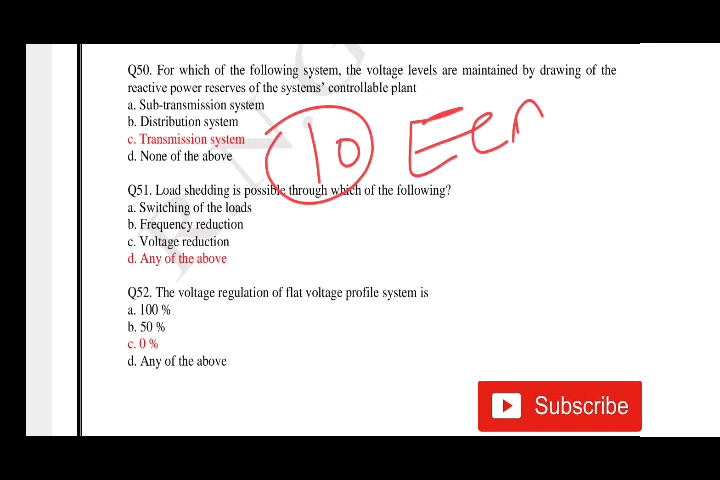 Q50. For which of the following system, the voltage levels are maintained by drawing of the
reactive power reserves of the systems' controllable plant
a. Sub-transmission system
b. Distribution system
c. Transmission system
d. None of the above
10 Een
Q51. Load shedding is possible through which of the following?
a. Switching of the loads
b. Frequency reduction
c. Voltage reduction
d. Any of the above
Q52. The voltage regulation of flat voltage profile system is
a. 100 %
b. 50 %
c. 0 %
d. Any of the above
Subscribe